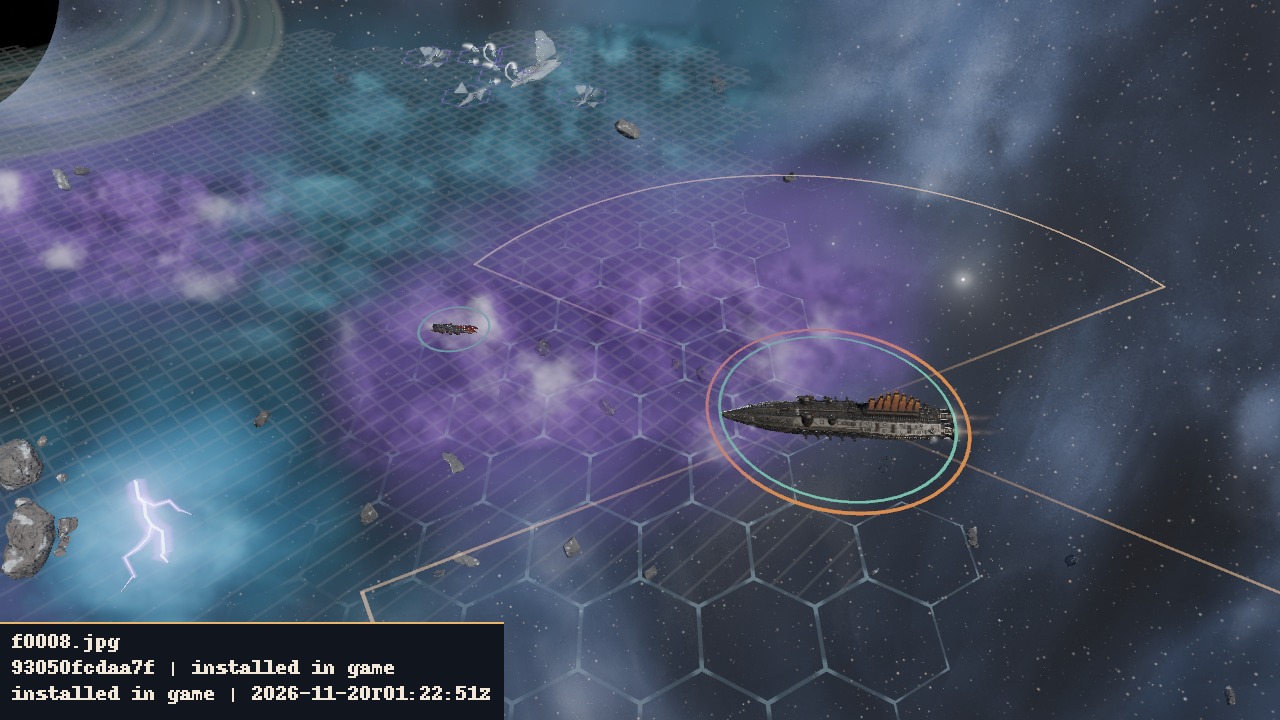 f0008.jpg
93050fcdaa7f | installed in game
installed in game | 2026-11-20T01:22:51Z